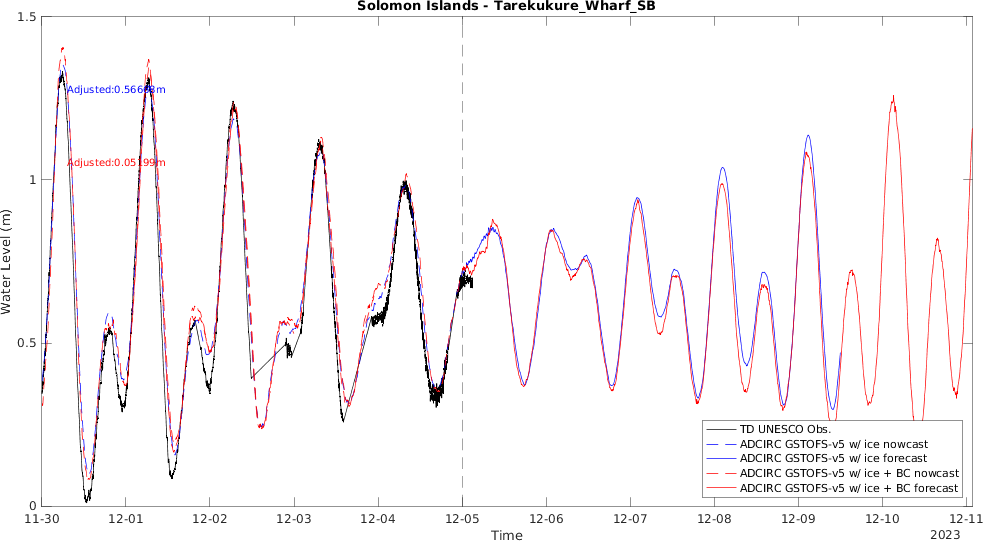 Solomon Islands - Tarekukure_Wharf_SB
1.5
1
0.5
0
Water Level (m)
Adjusted:0.56668m
Adjusted:0.05199m
TD UNESCO Obs.
ADCIRC GSTOFS-v5 w/ ice nowcast
ADCIRC GSTOFS-v5 w/ ice forecast
ADCIRC GSTOFS-v5 w/ ice + BC nowcast
ADCIRC GSTOFS-v5 w/ ice + BC forecast
11-30 12-01 12-02 12-03 12-04 12-05 12-06 12-07 12-08 12-09 12-10 12-11
Time
2023